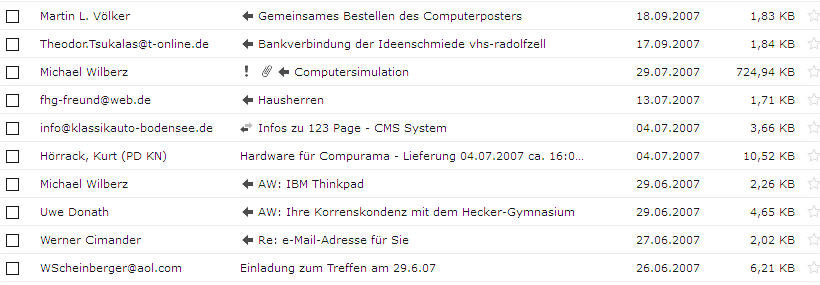 Martin L. Völker Gemeinsames Bestellen des Computerposters 18.09.2007 1,83 KB
Theodor.Tsukalas@t-online.de Bankverbindung der Ideenschmiede vhs-radolfzell 17.09.2007 1,84 KB
Michael Wilberz ! Computersimulation 29.07.2007 724,94 KB
fhg-freund@web.de Hausherren 13.07.2007 1,71 KB
info@klassikauto-bodensee.de Infos zu 123 Page - CMS System 04.07.2007 3,66 KB
Hörrack, Kurt (PD KN) Hardware für Compurama - Lieferung 04.07.2007 ca. 16:0... 04.07.2007 10,52 KB
Michael Wilberz AW: IBM Thinkpad 29.06.2007 2,26 KB
Uwe Donath AW: Ihre Korrenskondenz mit dem Hecker-Gymnasium 29.06.2007 4,65 KB
Werner Cimander Re: e-Mail-Adresse für Sie 27.06.2007 2,02 KB
WScheinberger@aol.com Einladung zum Treffen am 29.6.07 26.06.2007 6,21 KB